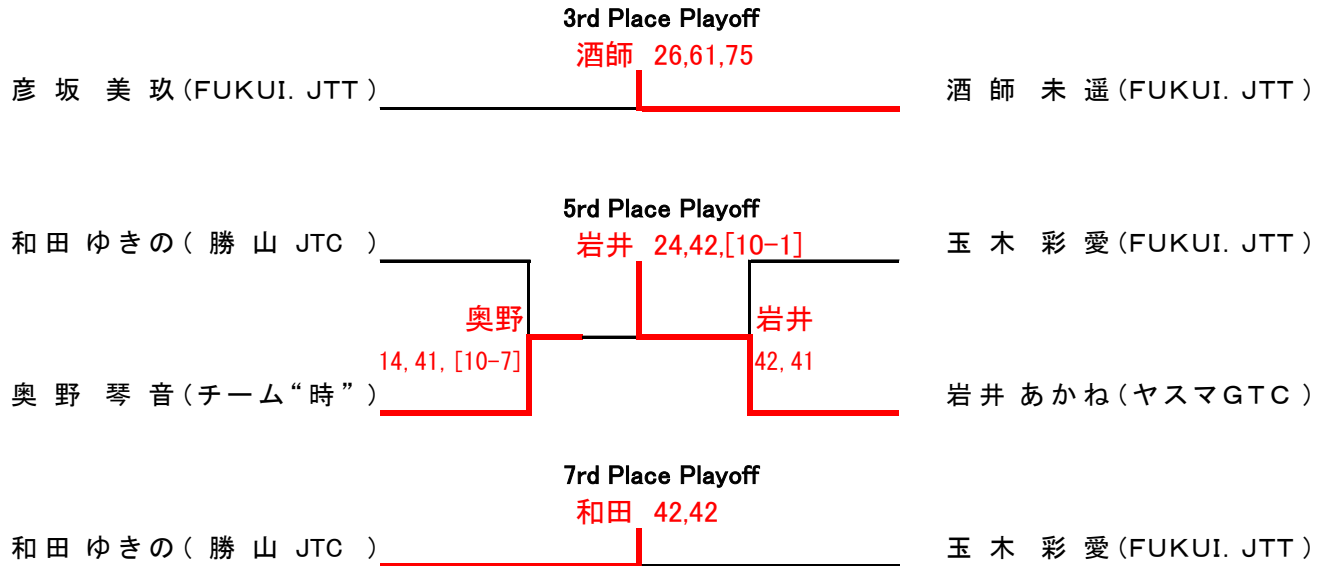 3rd Place Playoff
酒師 26,61,75
彦坂 美玖(FUKUI. JTT)
酒師 未遥(FUKUI. JTT)
5rd Place Playoff
和田 ゆきの( 勝山 JTC )
岩井 24,42,[10-1]
玉木 彩愛(FUKUI. JTT)
奥野
岩井
14,41,[10-7]
42,41
奥野 琴音(チーム“時”)
岩井 あかね(ヤスマGTC)
7rd Place Playoff
和田 42,42
和田 ゆきの( 勝山 JTC )
玉木 彩愛(FUKUI. JTT)